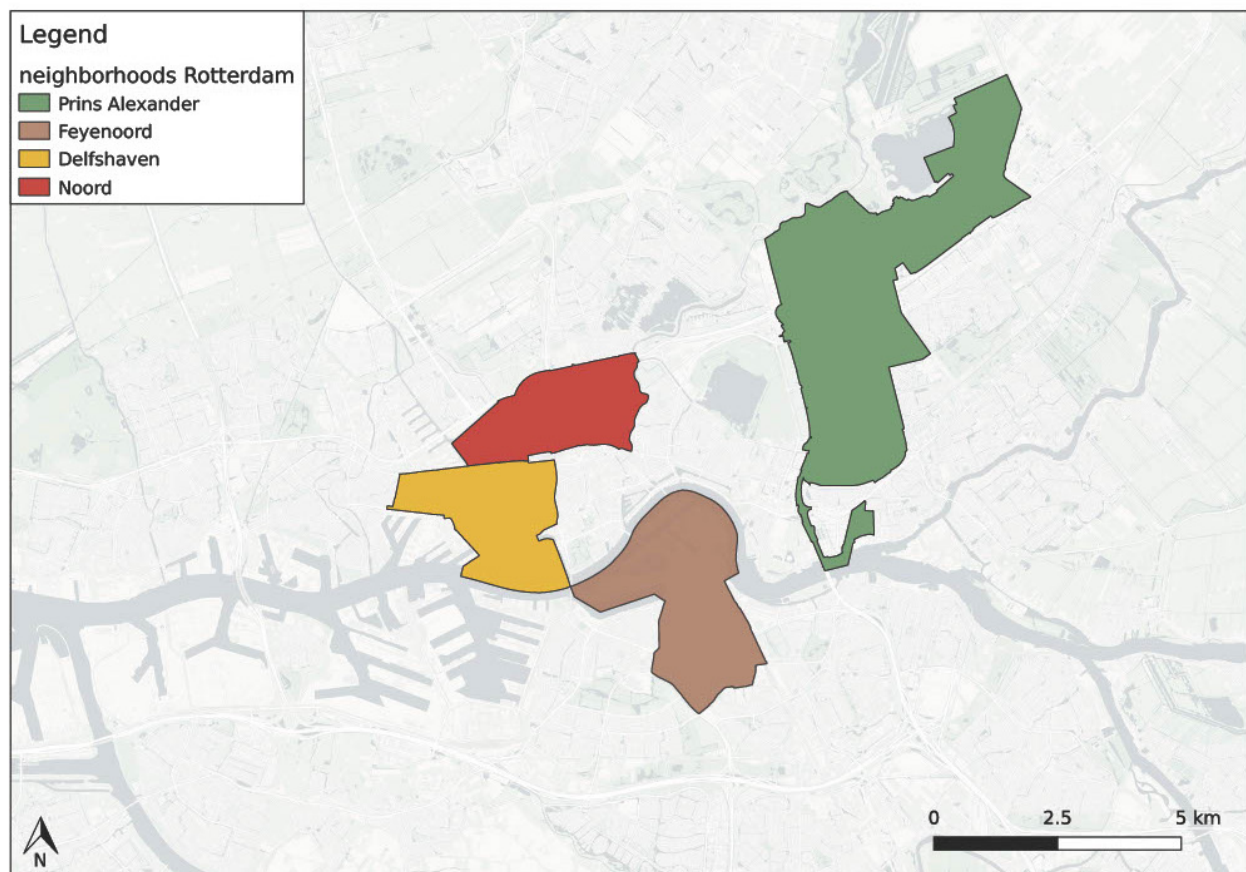 Legend
neighborhoods Rotterdam
Prins Alexander
Feyenoord
Delfshaven
Noord
N
0 2.5 5 km